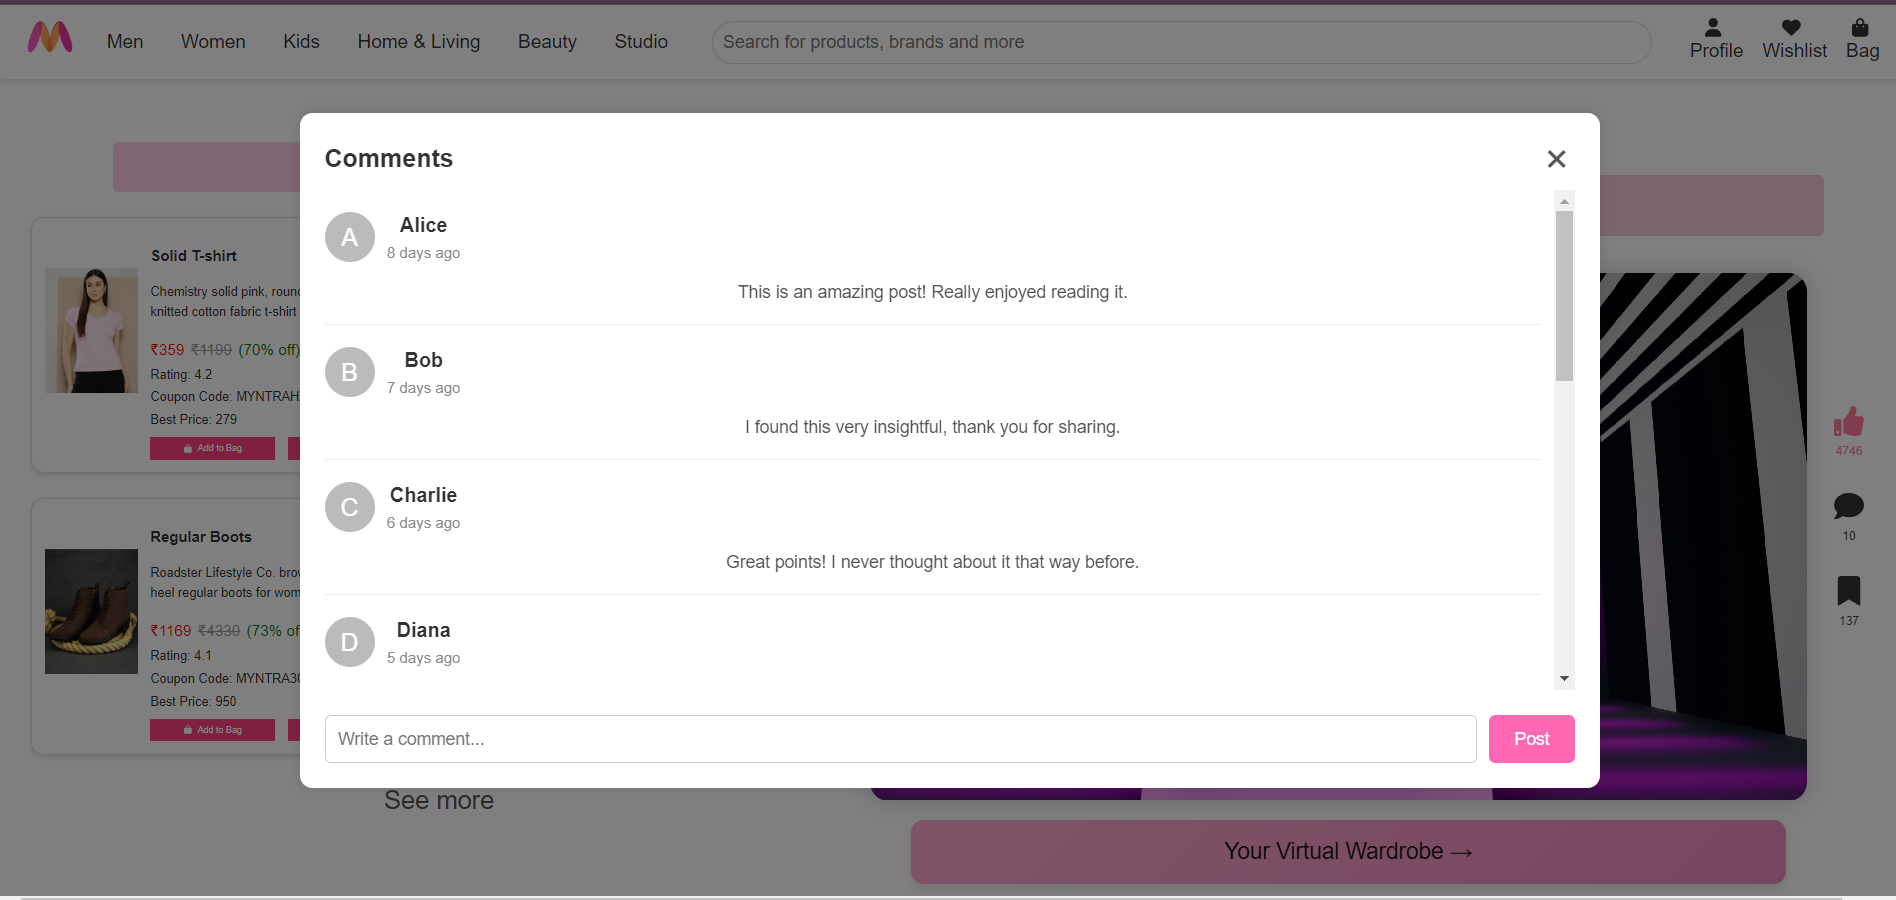 Men Women Kids Home & Living Beauty Studio Search for products, brands and more Profile Wishlist Bag
Comments
A Alice
8 days ago
This is an amazing post! Really enjoyed reading it.
B Bob
7 days ago
I found this very insightful, thank you for sharing.
C Charlie
6 days ago
Great points! I never thought about it that way before.
D Diana
5 days ago
Write a comment... Post
Solid T-shirt
Chemistry solid pink, roun
knitted cotton fabric t-shirt
₹359 ₹1199 (70% off)
Rating: 4.2
Coupon Code: MYNTRAH
Best Price: 279
Add to Bag
Regular Boots
Roadster Lifestyle Co. bro
heel regular boots for wom
₹1169 ₹4330 (73% of
Rating: 4.1
Coupon Code: MYNTRA30
Best Price: 950
Add to Bag
See more
4746
10
137
Your Virtual Wardrobe →